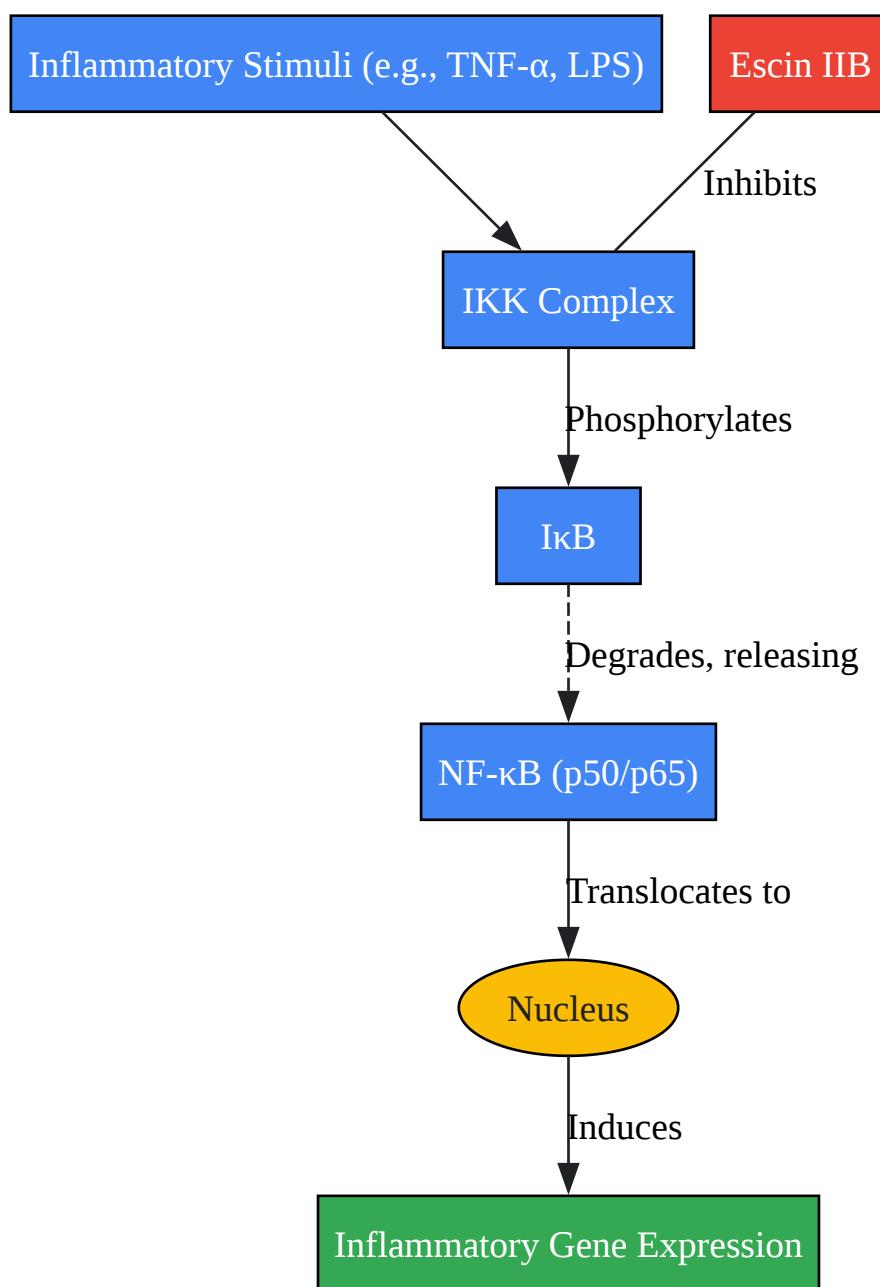 Inflammatory Stimuli (e.g., TNF-α, LPS)
Escin IIB
Inhibits
IKK Complex
Phosphorylates
IκB
Degrades, releasing
NF-κB (p50/p65)
Translocates to
Nucleus
Induces
Inflammatory Gene Expression